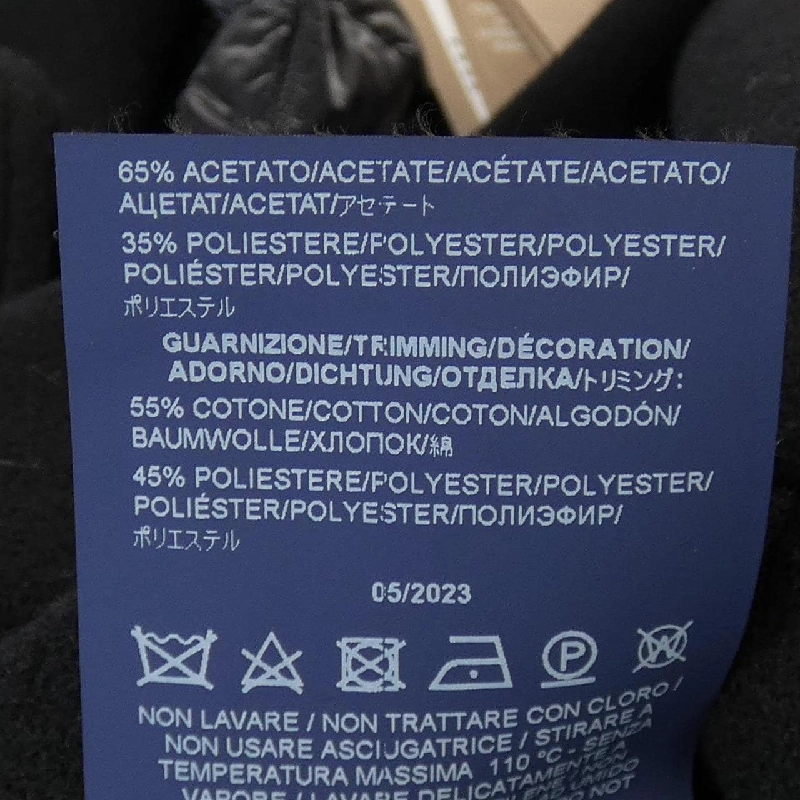 65% ACETATO/ACETATE/ACÉTATE/ACETATO/
АЦЕТАТ/ACETAT/アセテート
35% POLIESTERE/POLYESTER/POLYESTER/
POLIÉSTER/POLYESTER/ПОЛИЭФИР/
ポリエステル
GUARNIZIONE/TRIMMING/DÉCORATION/
ADORNO/DICHTUNG/ОТДЕЛКА/トリミング:
55% COTONE/COTTON/COTON/ALGODÓN/
BAUMWOLLE/ХЛОПОК/綿
45% POLIESTERE/POLYESTER/POLYESTER/
POLIÉSTER/POLYESTER/ПОЛИЭФИР/
ポリエステル
05/2023
P W
NON LAVARE / NON TRATTARE CON CLORO /
NON USARE ASCIUGATRICE / STIRARE A
TEMPERATURA MASSIMA 110 °C - SENZA
VAPORE / LAVARE DELICATAMENTE A